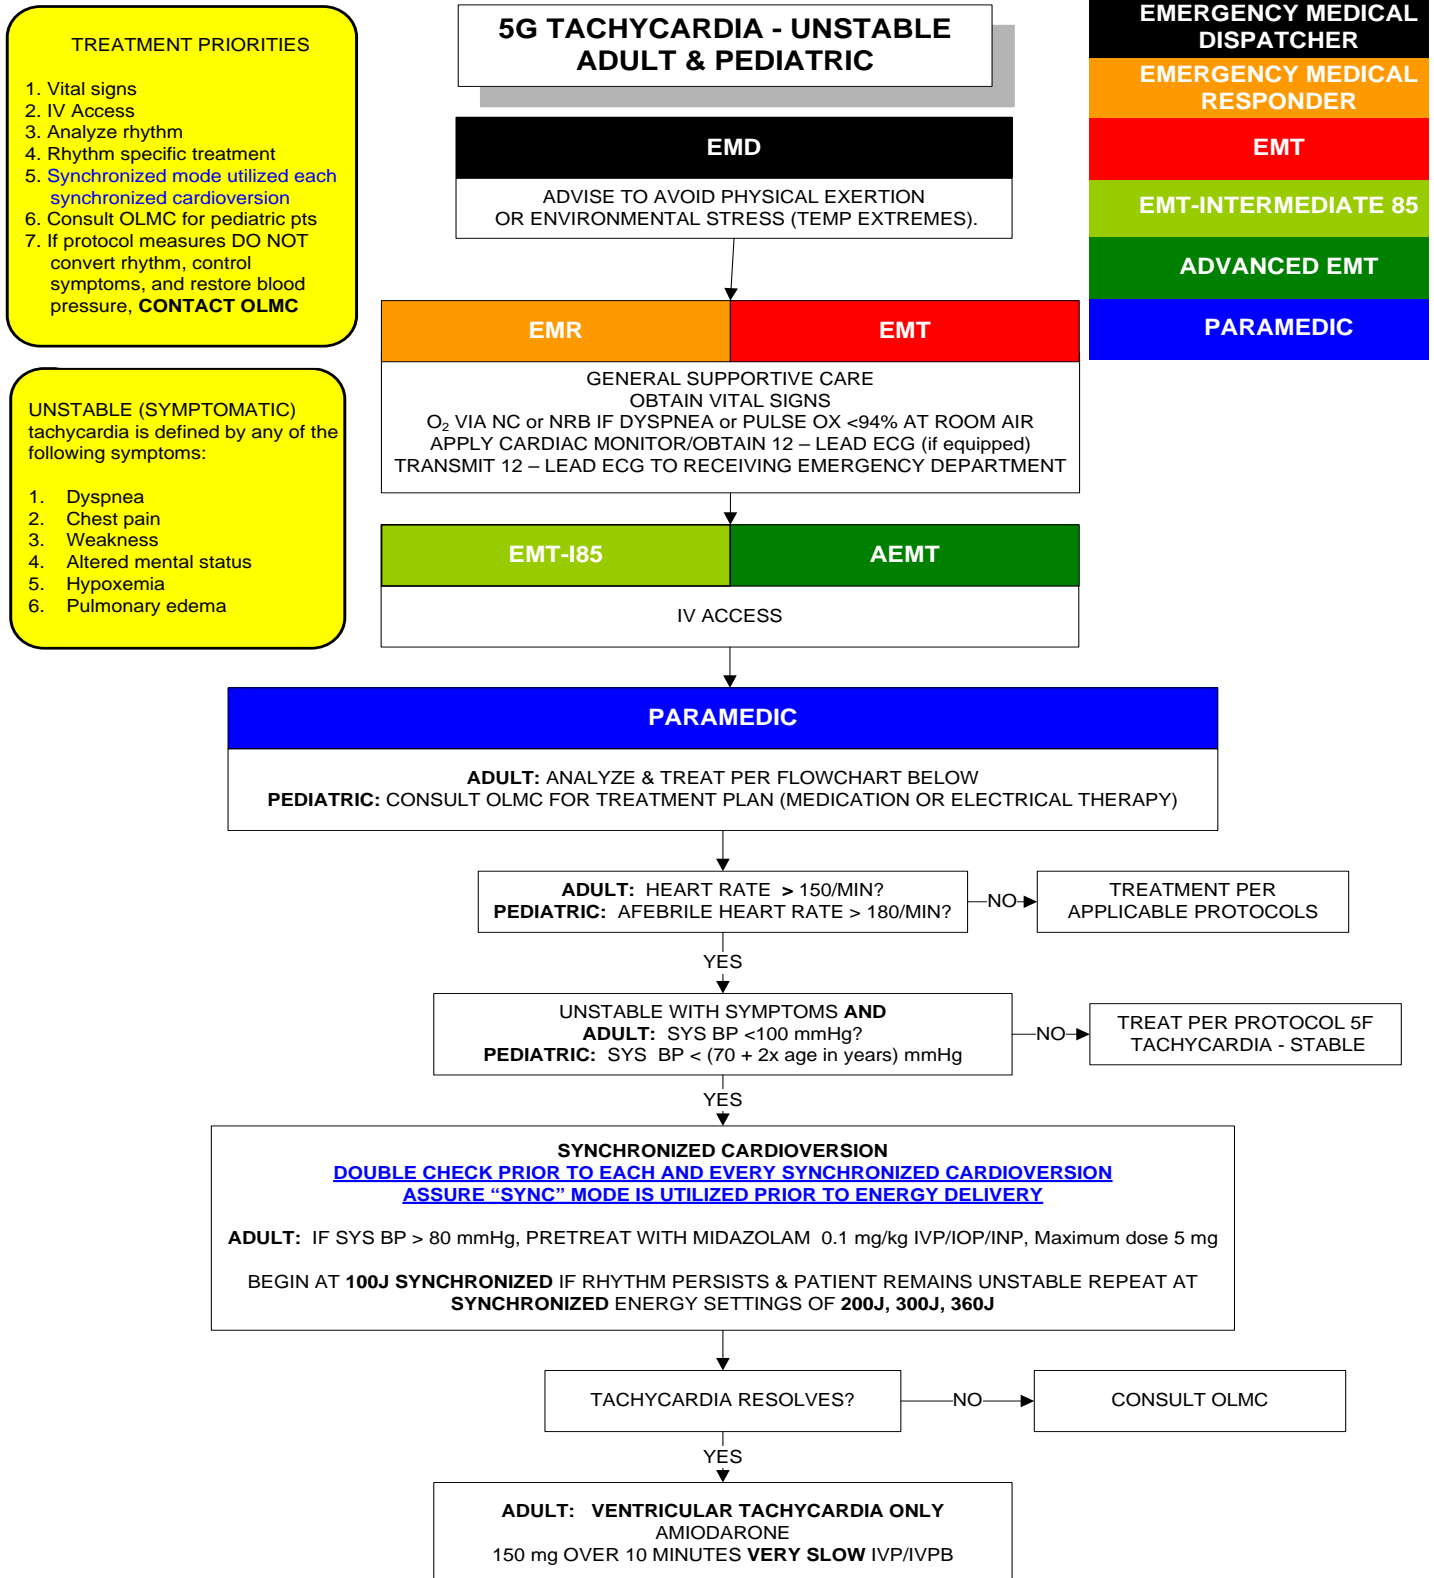 TREATMENT PRIORITIES
1. Vital signs
2. IV Access
3. Analyze rhythm
4. Rhythm specific treatment
5. Synchronized mode utilized each
synchronized cardioversion
6. Consult OLMC for pediatric pts
7. If protocol measures DO NOT
convert rhythm, control
symptoms, and restore blood
pressure, CONTACT OLMC
UNSTABLE (SYMPTOMATIC)
tachycardia is defined by any of the
following symptoms:
1. Dyspnea
2. Chest pain
3. Weakness
4. Altered mental status
5. Hypoxemia
6. Pulmonary edema
5G TACHYCARDIA - UNSTABLE
ADULT & PEDIATRIC
EMERGENCY MEDICAL
DISPATCHER
EMERGENCY MEDICAL
RESPONDER
EMT
EMT-INTERMEDIATE 85
ADVANCED EMT
PARAMEDIC
EMD
ADVISE TO AVOID PHYSICAL EXERTION
OR ENVIRONMENTAL STRESS (TEMP EXTREMES).
EMR
EMT
GENERAL SUPPORTIVE CARE
OBTAIN VITAL SIGNS
O₂ VIA NC or NRB IF DYSPNEA or PULSE OX <94% AT ROOM AIR
APPLY CARDIAC MONITOR/OBTAIN 12 – LEAD ECG (if equipped)
TRANSMIT 12 – LEAD ECG TO RECEIVING EMERGENCY DEPARTMENT
EMT-I85
AEMT
IV ACCESS
PARAMEDIC
ADULT: ANALYZE & TREAT PER FLOWCHART BELOW
PEDIATRIC: CONSULT OLMC FOR TREATMENT PLAN (MEDICATION OR ELECTRICAL THERAPY)
ADULT: HEART RATE > 150/MIN?
PEDIATRIC: AFEBRILE HEART RATE > 180/MIN?
NO
TREATMENT PER
APPLICABLE PROTOCOLS
YES
UNSTABLE WITH SYMPTOMS AND
ADULT: SYS BP <100 mmHg?
PEDIATRIC: SYS BP < (70 + 2x age in years) mmHg
NO
TREAT PER PROTOCOL 5F
TACHYCARDIA - STABLE
YES
SYNCHRONIZED CARDIOVERSION
DOUBLE CHECK PRIOR TO EACH AND EVERY SYNCHRONIZED CARDIOVERSION
ASSURE “SYNC” MODE IS UTILIZED PRIOR TO ENERGY DELIVERY
ADULT: IF SYS BP > 80 mmHg, PRETREAT WITH MIDAZOLAM 0.1 mg/kg IVP/IOP/INP, Maximum dose 5 mg
BEGIN AT 100J SYNCHRONIZED IF RHYTHM PERSISTS & PATIENT REMAINS UNSTABLE REPEAT AT
SYNCHRONIZED ENERGY SETTINGS OF 200J, 300J, 360J
TACHYCARDIA RESOLVES?
NO
CONSULT OLMC
YES
ADULT: VENTRICULAR TACHYCARDIA ONLY
AMIODARONE
150 mg OVER 10 MINUTES VERY SLOW IVP/IVPB